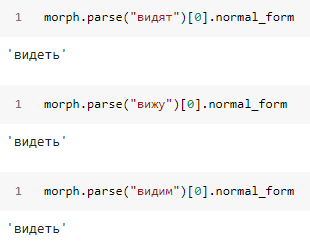 1 morph.parse("видят")[0].normal_form
'видеть'
1 morph.parse("вижу")[0].normal_form
'видеть'
1 morph.parse("видим")[0].normal_form
'видеть'